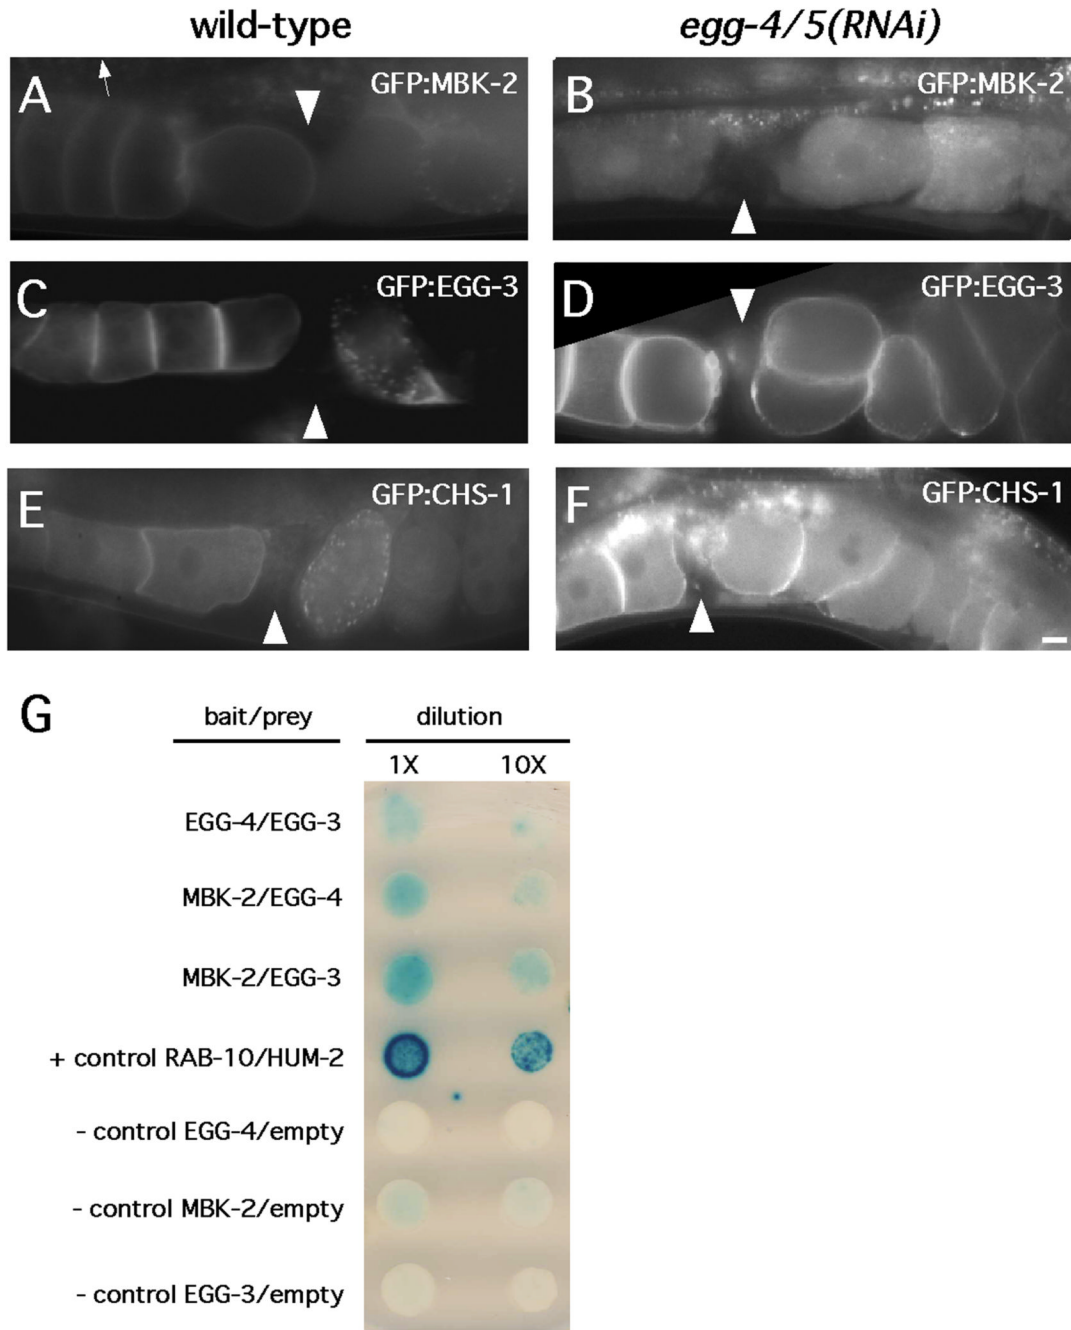 wild-type egg-4/5(RNAi)
A GFP:MBK-2 B GFP:MBK-2
C GFP:EGG-3 D GFP:EGG-3
E GFP:CHS-1 F GFP:CHS-1
G bait/prey dilution
1X 10X
EGG-4/EGG-3
MBK-2/EGG-4
MBK-2/EGG-3
+ control RAB-10/HUM-2
- control EGG-4/empty
- control MBK-2/empty
- control EGG-3/empty